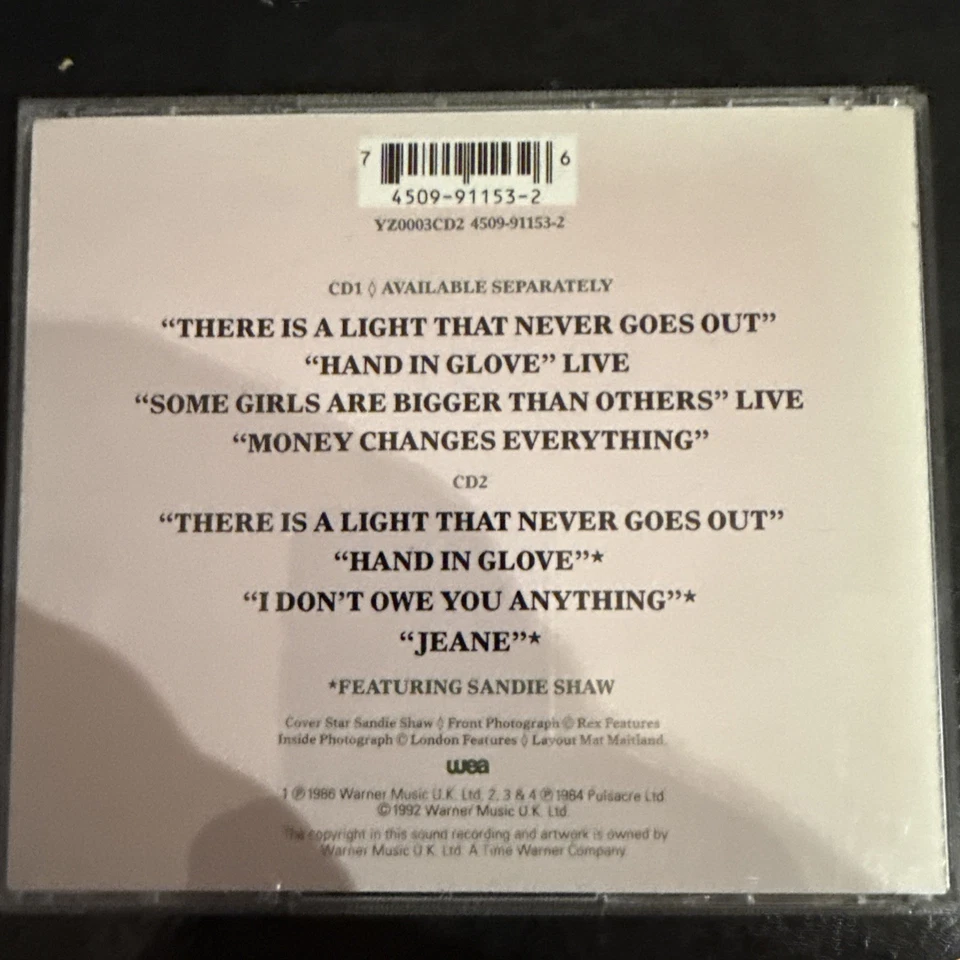 7 6
4509-91153-2
YZ0003CD2 4509-91153-2
CD1 ◊ AVAILABLE SEPARATELY
“THERE IS A LIGHT THAT NEVER GOES OUT”
“HAND IN GLOVE” LIVE
“SOME GIRLS ARE BIGGER THAN OTHERS” LIVE
“MONEY CHANGES EVERYTHING”
CD2
“THERE IS A LIGHT THAT NEVER GOES OUT”
“HAND IN GLOVE”*
“I DON’T OWE YOU ANYTHING”*
“JEANE”*
*FEATURING SANDIE SHAW
Cover Star Sandie Shaw ◊ Front Photograph © Rex Features
Inside Photograph © London Features ◊ Layout Mat Maitland
wea
1 ℗ 1986 Warner Music U.K. Ltd. 2, 3 & 4 ℗ 1984 Pulsacre Ltd.
© 1992 Warner Music U.K. Ltd.
The copyright in this sound recording and artwork is owned by
Warner Music U.K. Ltd. A Time Warner Company.